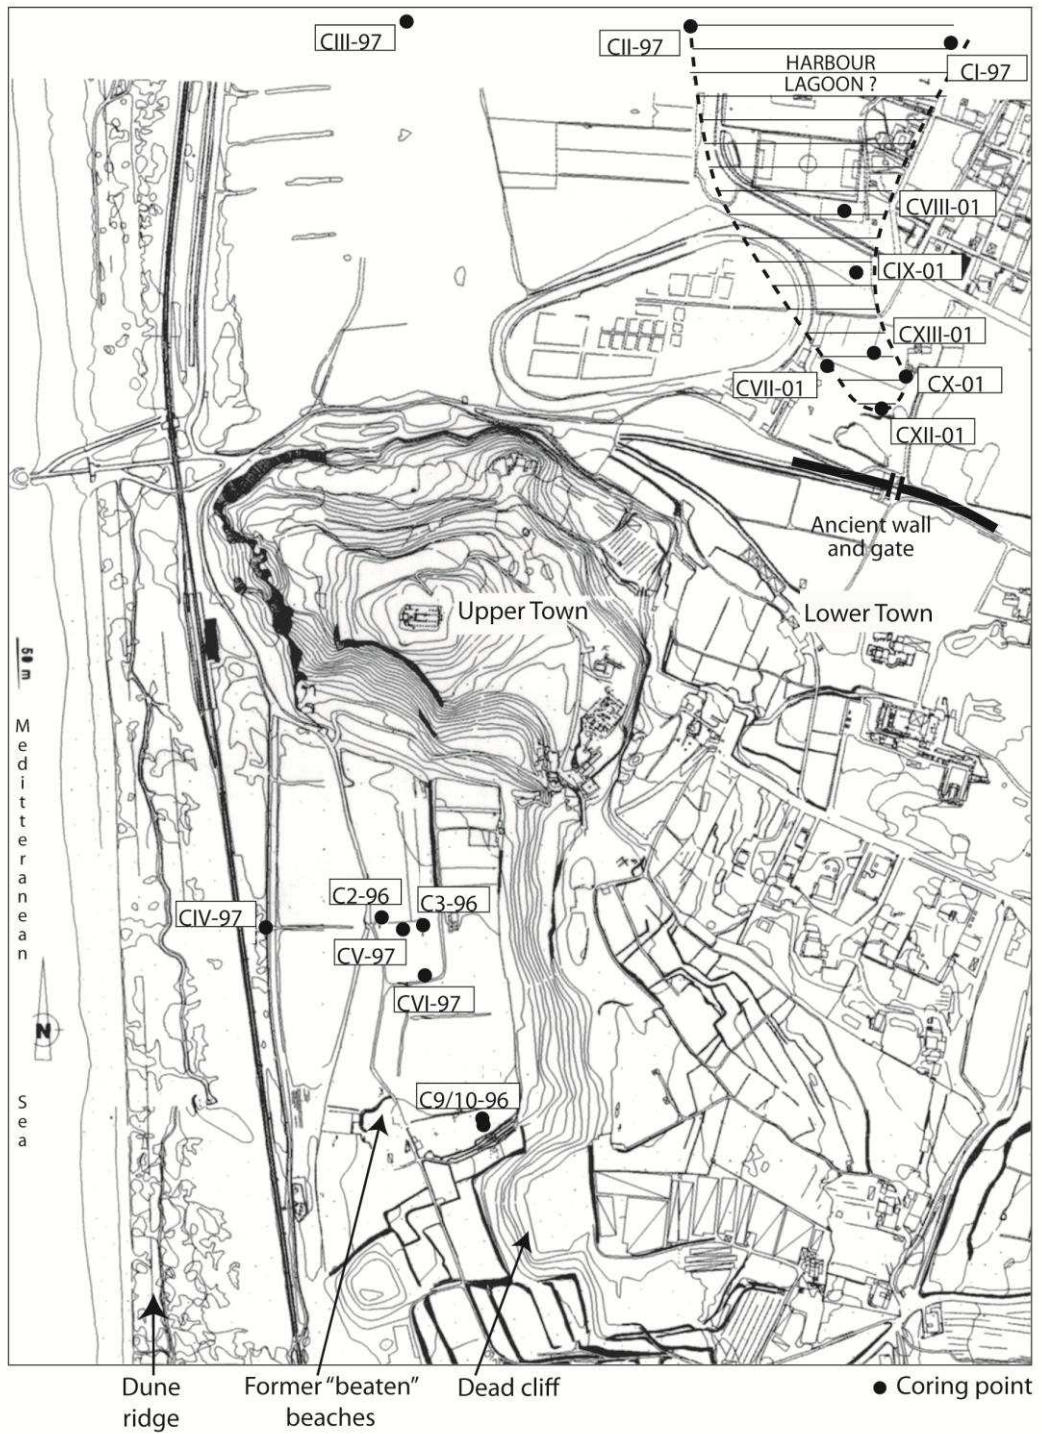 CIII-97
CII-97
CI-97
HARBOUR
LAGOON ?
CVIII-01
CIX-01
CXIII-01
CVII-01
CX-01
CXII-01
Ancient wall
and gate
Upper Town
Lower Town
50 m
Meditteranean
Sea
C2-96
C3-96
CIV-97
CV-97
CVI-97
N
C9/10-96
Dune
ridge
Former "beaten"
beaches
Dead cliff
Coring point